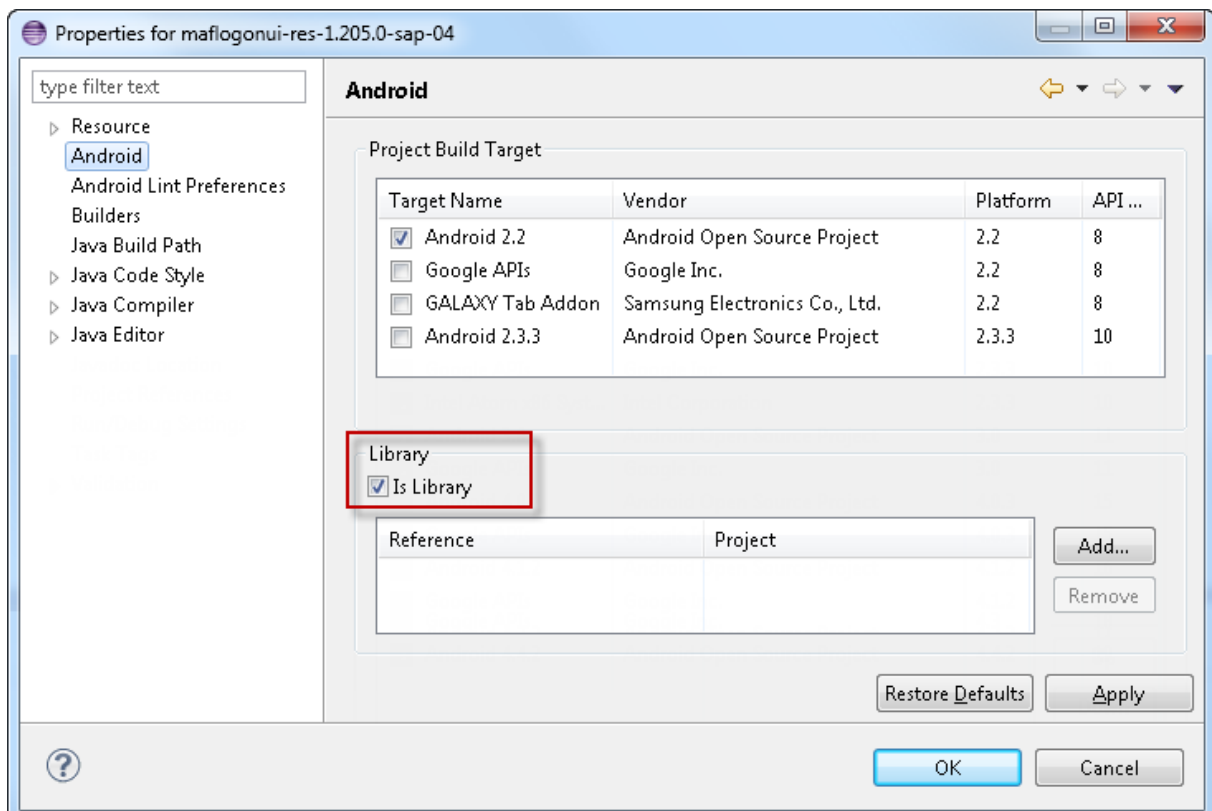 Properties for maflogonui-res-1.205.0-sap-04
type filter text
Resource
Android
Android Lint Preferences
Builders
Java Build Path
Java Code Style
Java Compiler
Java Editor
Android
Project Build Target
Target Name Vendor Platform API ...
Android 2.2 Android Open Source Project 2.2 8
Google APIs Google Inc. 2.2 8
GALAXY Tab Addon Samsung Electronics Co., Ltd. 2.2 8
Android 2.3.3 Android Open Source Project 2.3.3 10
Library
Is Library
Reference Project
Add...
Remove
Restore Defaults Apply
OK Cancel